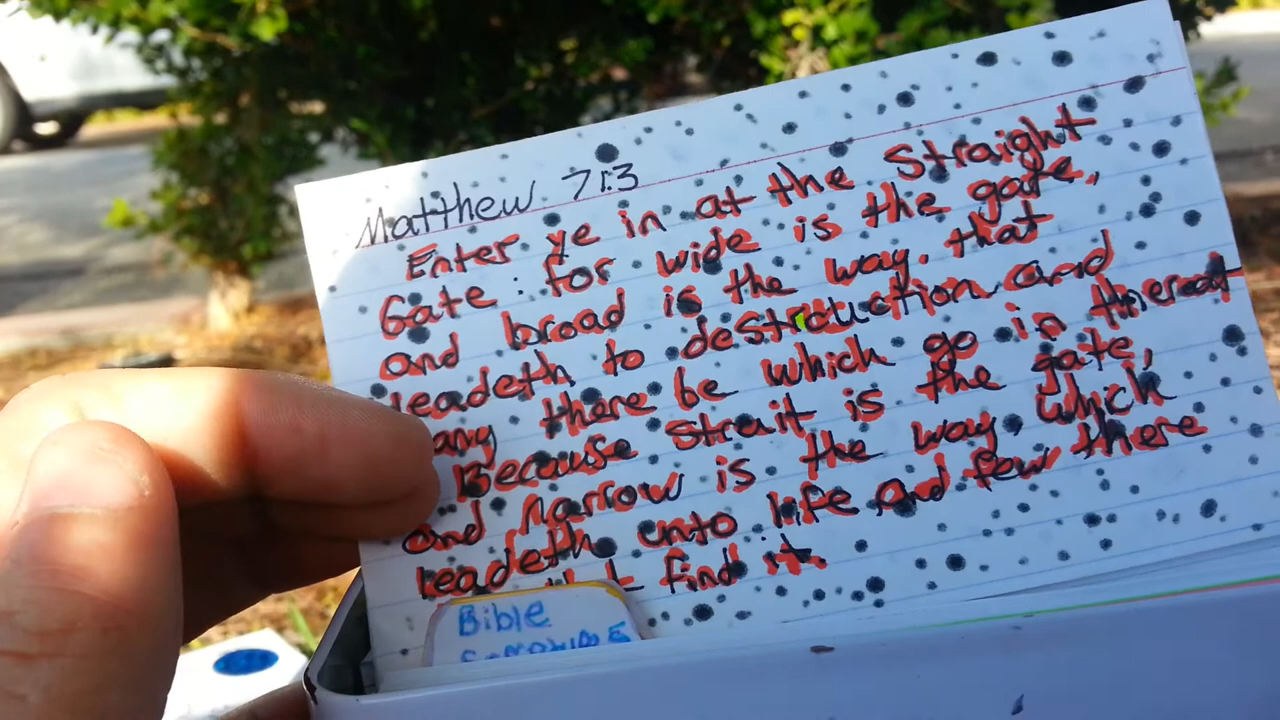 Matthew 7:13
Enter ye in at the Straight
Gate: for wide is the gate,
and broad is the way, that
leadeth to destruction and
any there be which go in thereat
Because strait is the gate,
and Narrow is the way, which
leadeth unto life and few there
find it.
Bible